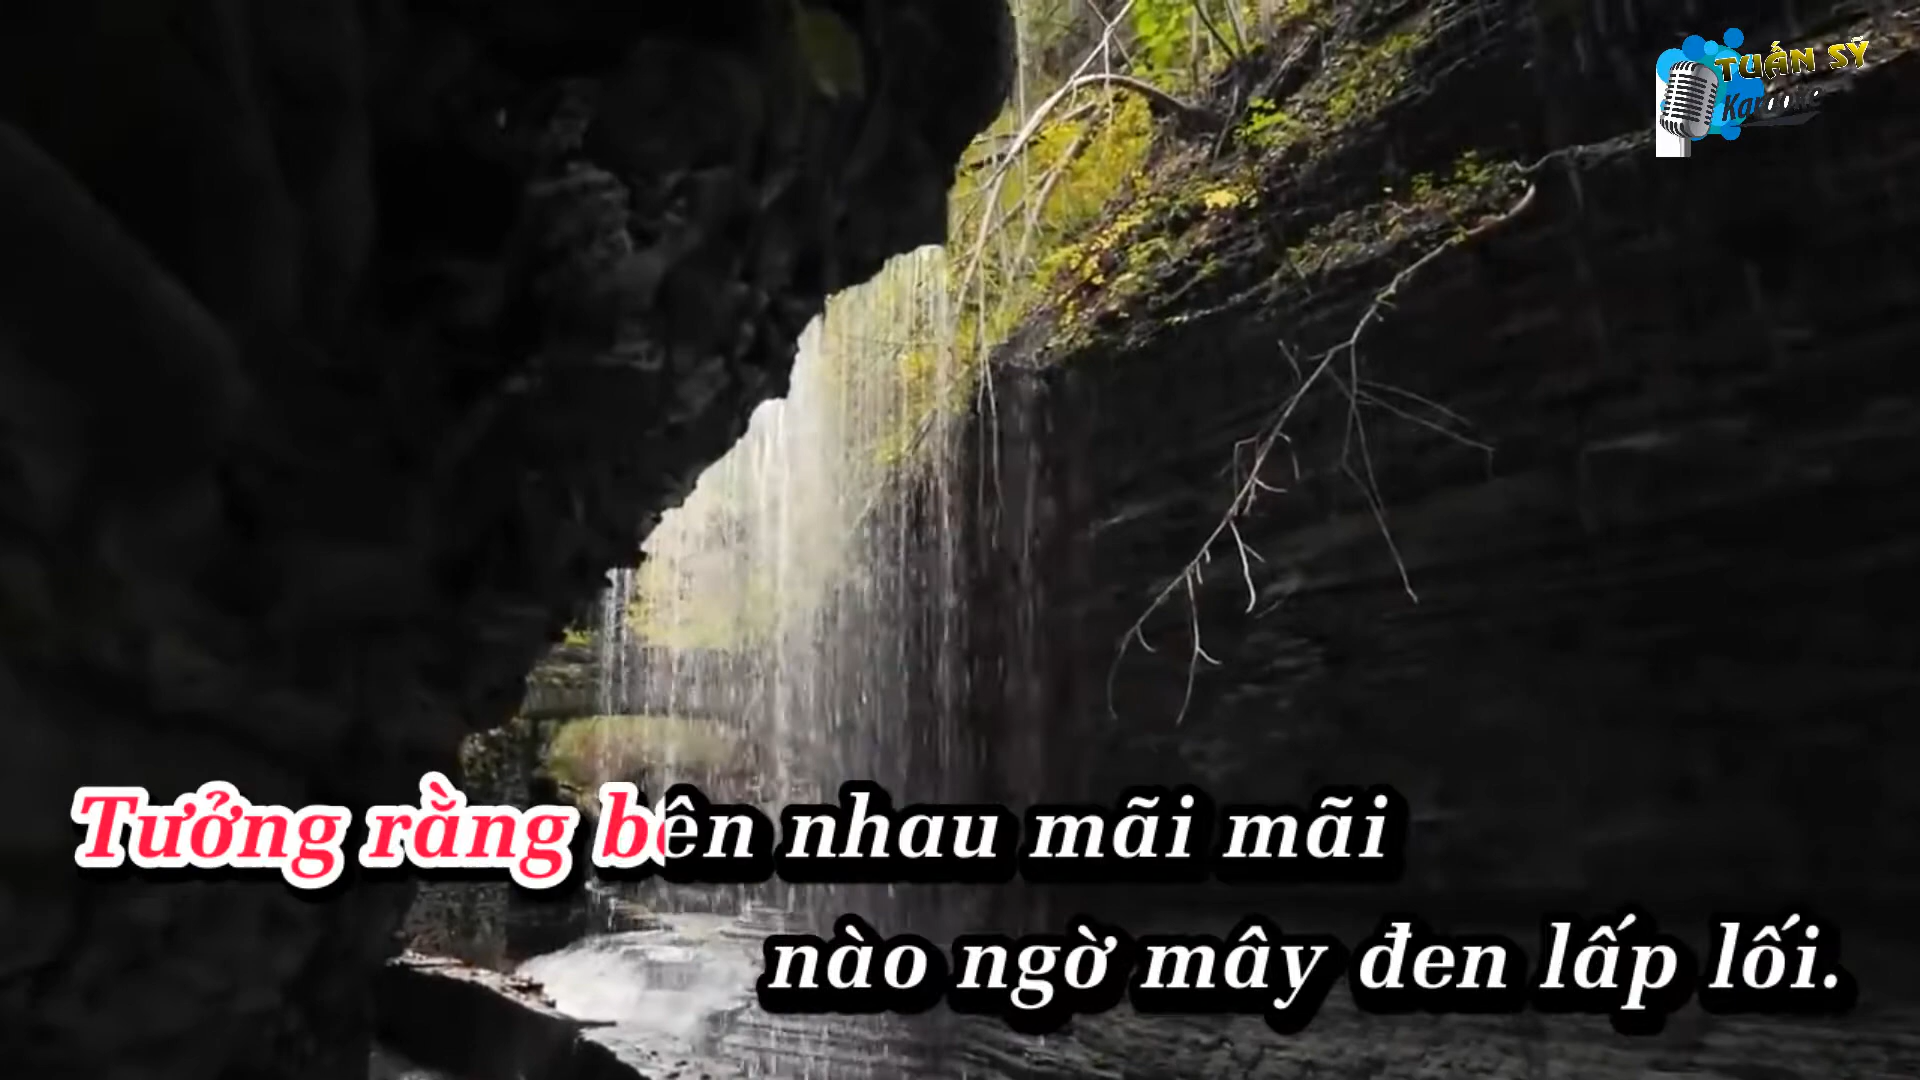 TUẤN SỸ
Karaoke
Tưởng rằng bên nhau mãi mãi
nào ngờ mây đen lấp lối.